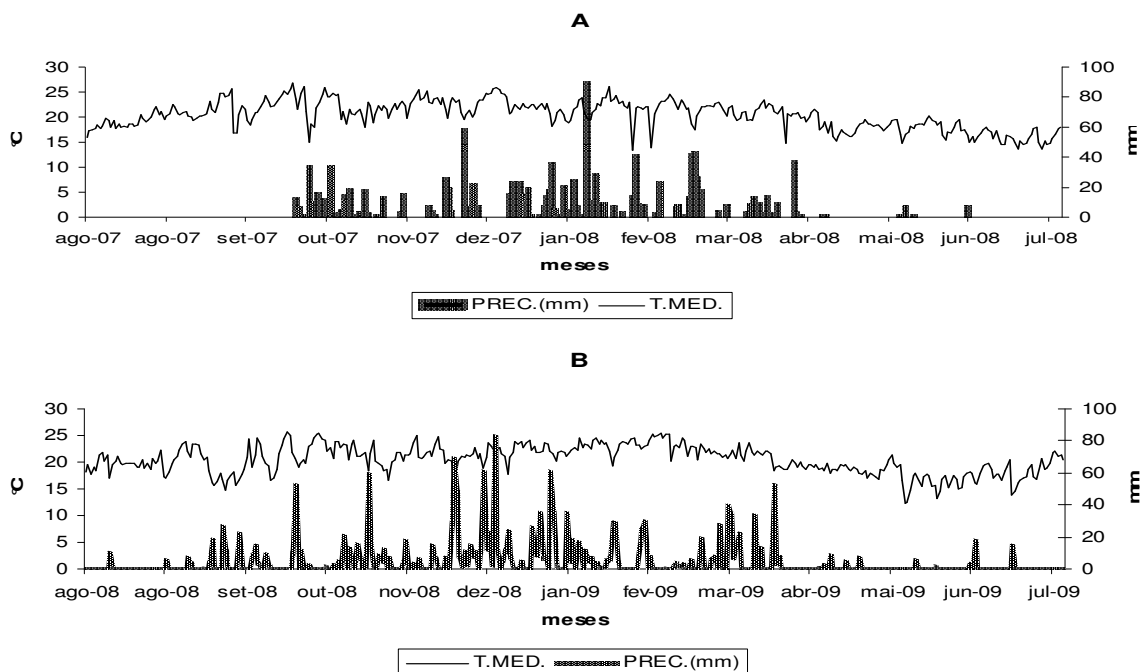 A
30
25
20
15
10
5
0
°C
100
80
60
40
20
0
mm
ago-07 ago-07 set-07 out-07 nov-07 dez-07 jan-08 fev-08 mar-08 abr-08 mai-08 jun-08 jul-08
meses
PREC.(mm) T.MED.
B
30
25
20
15
10
5
0
°C
100
80
60
40
20
0
mm
ago-08 ago-08 set-08 out-08 nov-08 dez-08 jan-09 fev-09 mar-09 abr-09 mai-09 jun-09 jul-09
meses
T.MED. PREC.(mm)